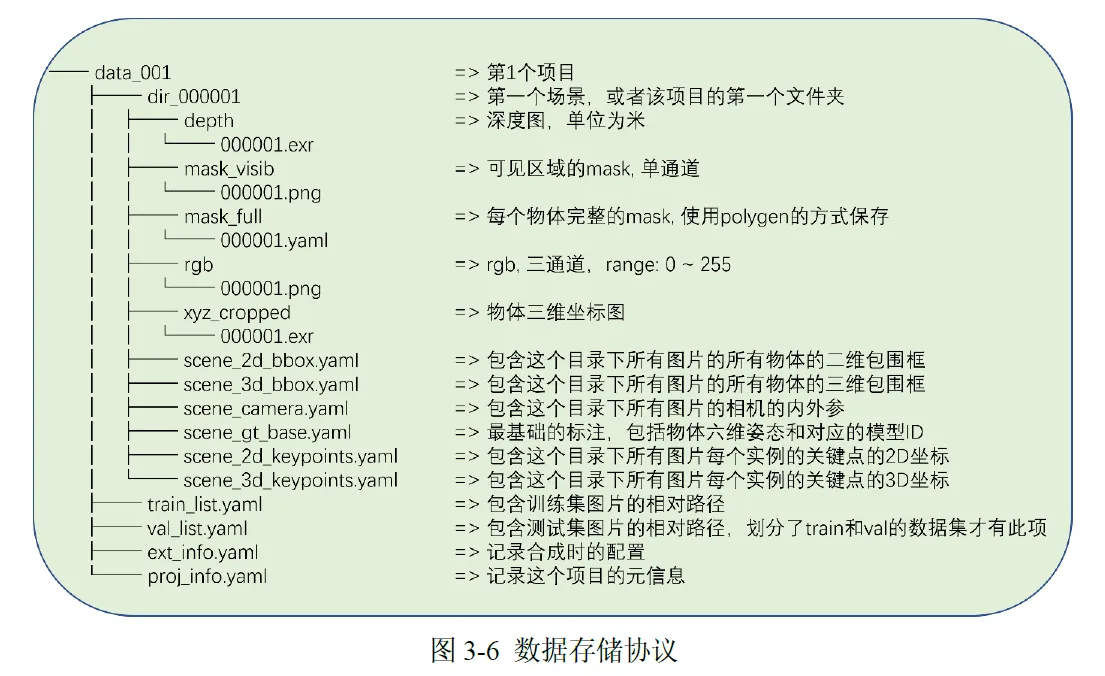 data_001 => 第1个项目
dir_000001 => 第一个场景，或者该项目的第一个文件夹
depth => 深度图，单位为米
000001.exr
mask_visib => 可见区域的mask, 单通道
000001.png
mask_full => 每个物体完整的mask, 使用polygen的方式保存
000001.yaml
rgb => rgb, 三通道，range: 0 ~ 255
000001.png
xyz_cropped => 物体三维坐标图
000001.exr
scene_2d_bbox.yaml => 包含这个目录下所有图片的所有物体的二维包围框
scene_3d_bbox.yaml => 包含这个目录下所有图片的所有物体的三维包围框
scene_camera.yaml => 包含这个目录下所有图片的相机的内外参
scene_gt_base.yaml => 最基础的标注，包括物体六维姿态和对应的模型ID
scene_2d_keypoints.yaml => 包含这个目录下所有图片每个实例的关键点的2D坐标
scene_3d_keypoints.yaml => 包含这个目录下所有图片每个实例的关键点的3D坐标
train_list.yaml => 包含训练集图片的相对路径
val_list.yaml => 包含测试集图片的相对路径，划分了train和val的数据集才有此项
ext_info.yaml => 记录合成时的配置
proj_info.yaml => 记录这个项目的元信息
图 3-6 数据存储协议